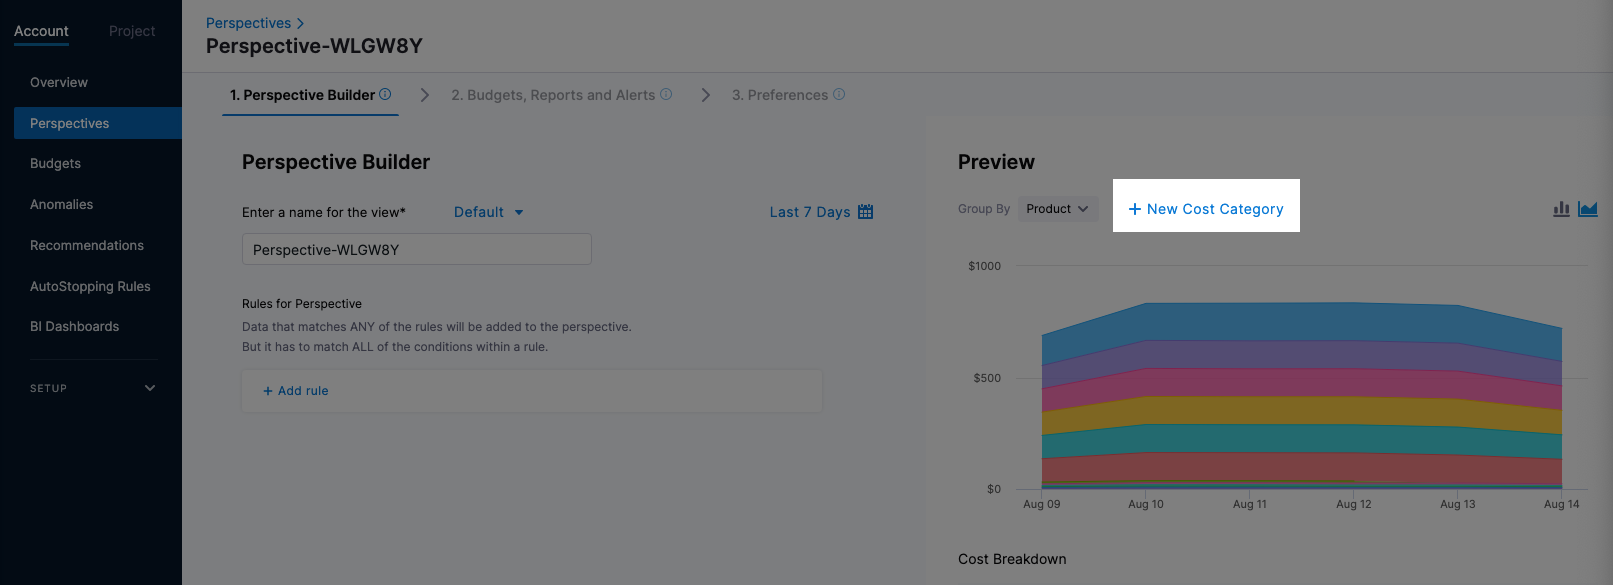 Account Project
Overview
Perspectives
Budgets
Anomalies
Recommendations
AutoStopping Rules
BI Dashboards
SETUP
Perspectives >
Perspective-WLGW8Y
1. Perspective Builder > 2. Budgets, Reports and Alerts > 3. Preferences
Perspective Builder
Enter a name for the view* Default Last 7 Days
Perspective-WLGW8Y
Rules for Perspective
Data that matches ANY of the rules will be added to the perspective.
But it has to match ALL of the conditions within a rule.
+ Add rule
Preview
Group By Product + New Cost Category
$1000
$500
$0
Aug 09 Aug 10 Aug 11 Aug 12 Aug 13 Aug 14
Cost Breakdown